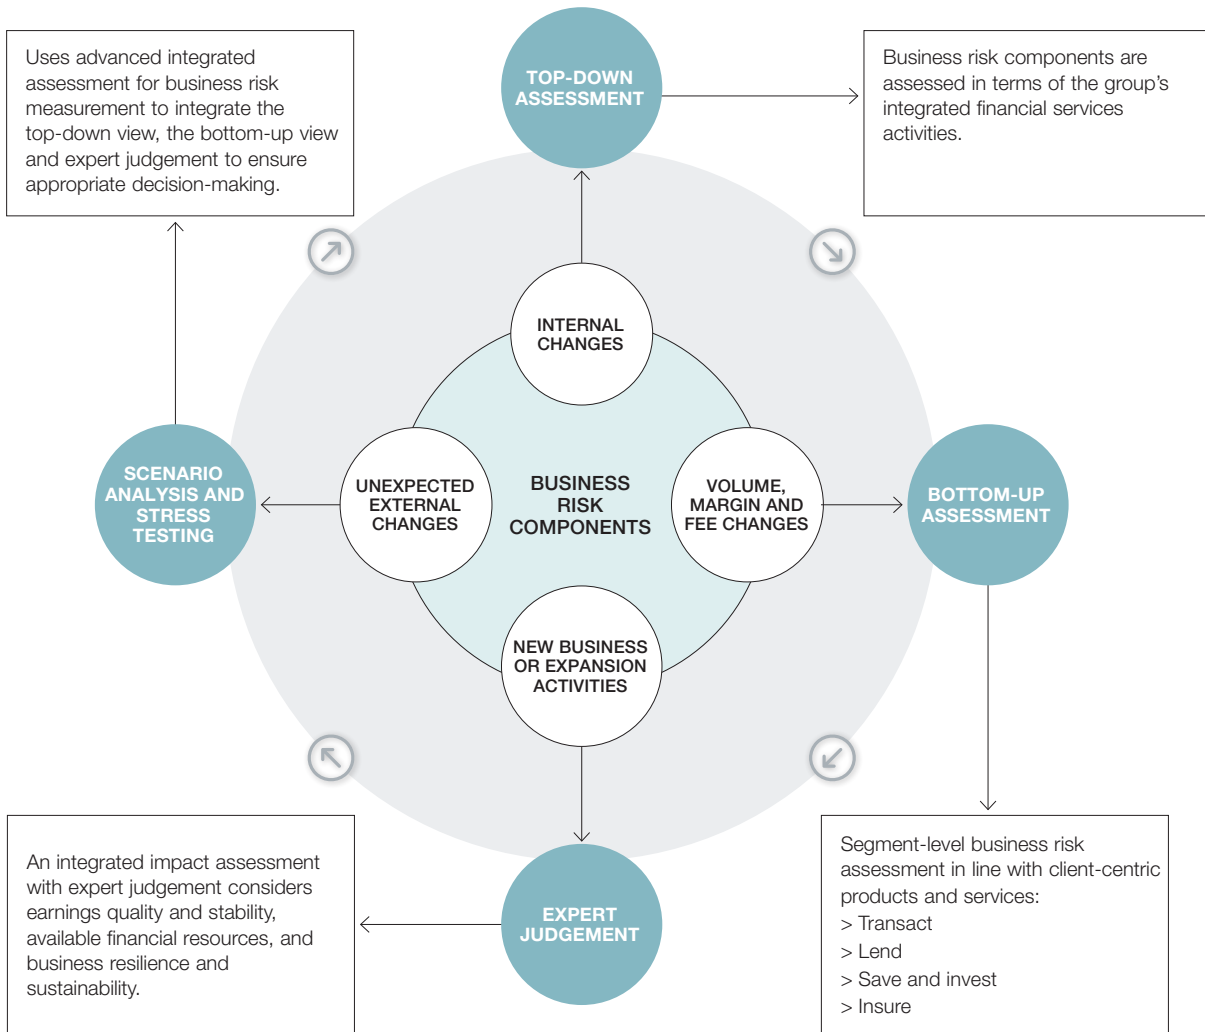 Uses advanced integrated
assessment for business risk
measurement to integrate the
top-down view, the bottom-up view
and expert judgement to ensure
appropriate decision-making.
TOP-DOWN
ASSESSMENT
Business risk components are
assessed in terms of the group's
integrated financial services
activities.
INTERNAL
CHANGES
SCENARIO
ANALYSIS AND
STRESS
TESTING
UNEXPECTED
EXTERNAL
CHANGES
BUSINESS
RISK
COMPONENTS
VOLUME,
MARGIN AND
FEE CHANGES
BOTTOM-UP
ASSESSMENT
NEW BUSINESS
OR EXPANSION
ACTIVITIES
An integrated impact assessment
with expert judgement considers
earnings quality and stability,
available financial resources, and
business resilience and
sustainability.
EXPERT
JUDGEMENT
Segment-level business risk
assessment in line with client-centric
products and services:
> Transact
> Lend
> Save and invest
> Insure